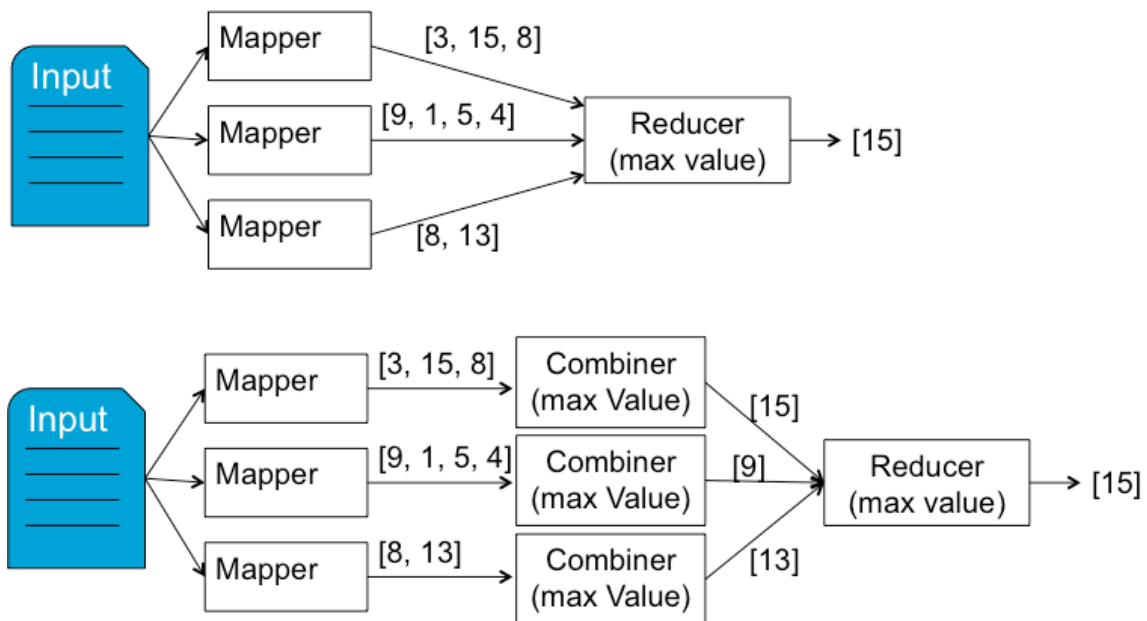 Input
Mapper
[3, 15, 8]
Mapper
[9, 1, 5, 4]
Mapper
[8, 13]
Reducer
(max value)
[15]
Input
Mapper
[3, 15, 8]
Combiner
(max Value)
[15]
Mapper
[9, 1, 5, 4]
Combiner
(max Value)
[9]
Mapper
[8, 13]
Combiner
(max Value)
[13]
Reducer
(max value)
[15]